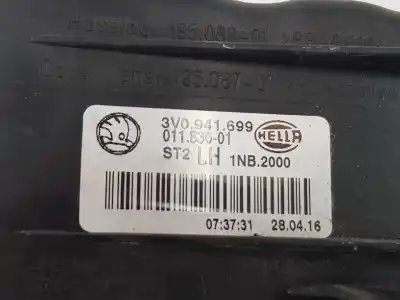 3V0.941.699
HELLA
011.830-01
ST2 LH 1NB.2000
07:37:31 28.04.16